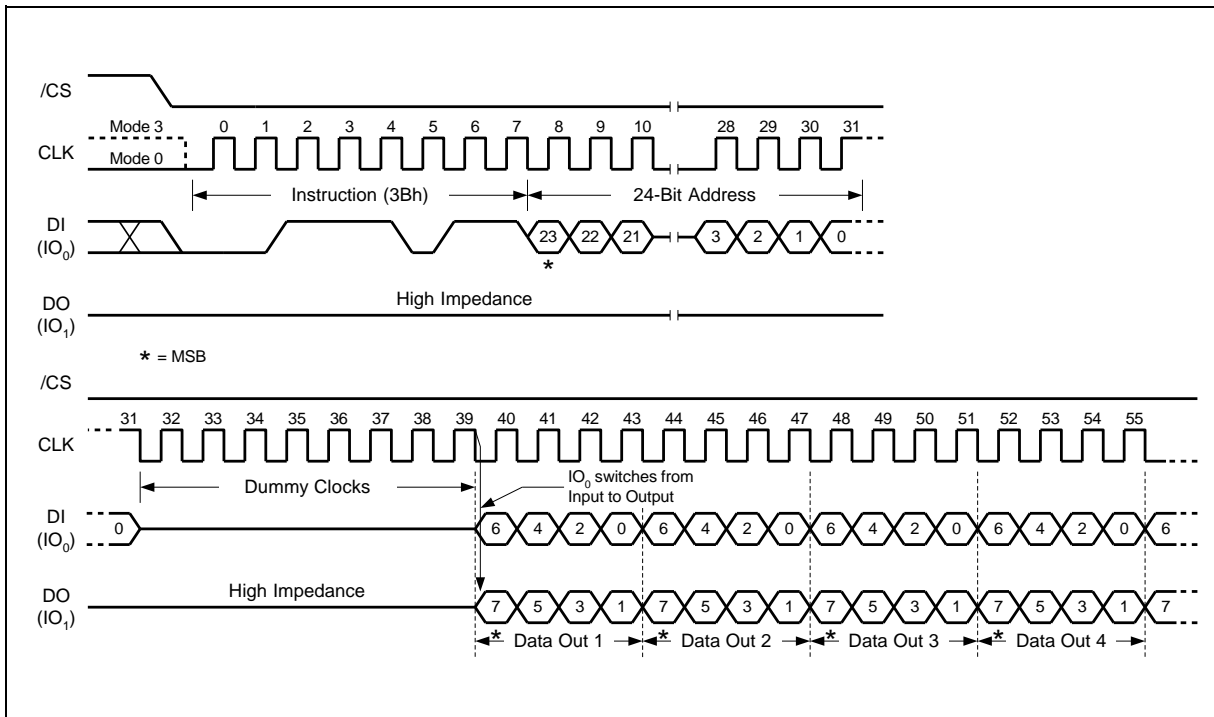 /CS
Mode 3 0 1 2 3 4 5 6 7 8 9 10 28 29 30 31
CLK
Mode 0
Instruction (3Bh) 24-Bit Address
DI
(IO0) 23 22 21 3 2 1 0
*
High Impedance
DO
(IO1)
* = MSB
/CS
31 32 33 34 35 36 37 38 39 40 41 42 43 44 45 46 47 48 49 50 51 52 53 54 55
CLK
Dummy Clocks
IO0 switches from
Input to Output
DI
(IO0) 0 6 4 2 0 6 4 2 0 6 4 2 0 6 4 2 0 6
High Impedance
DO
(IO1) 7 5 3 1 7 5 3 1 7 5 3 1 7 5 3 1 7
* Data Out 1 * Data Out 2 * Data Out 3 * Data Out 4